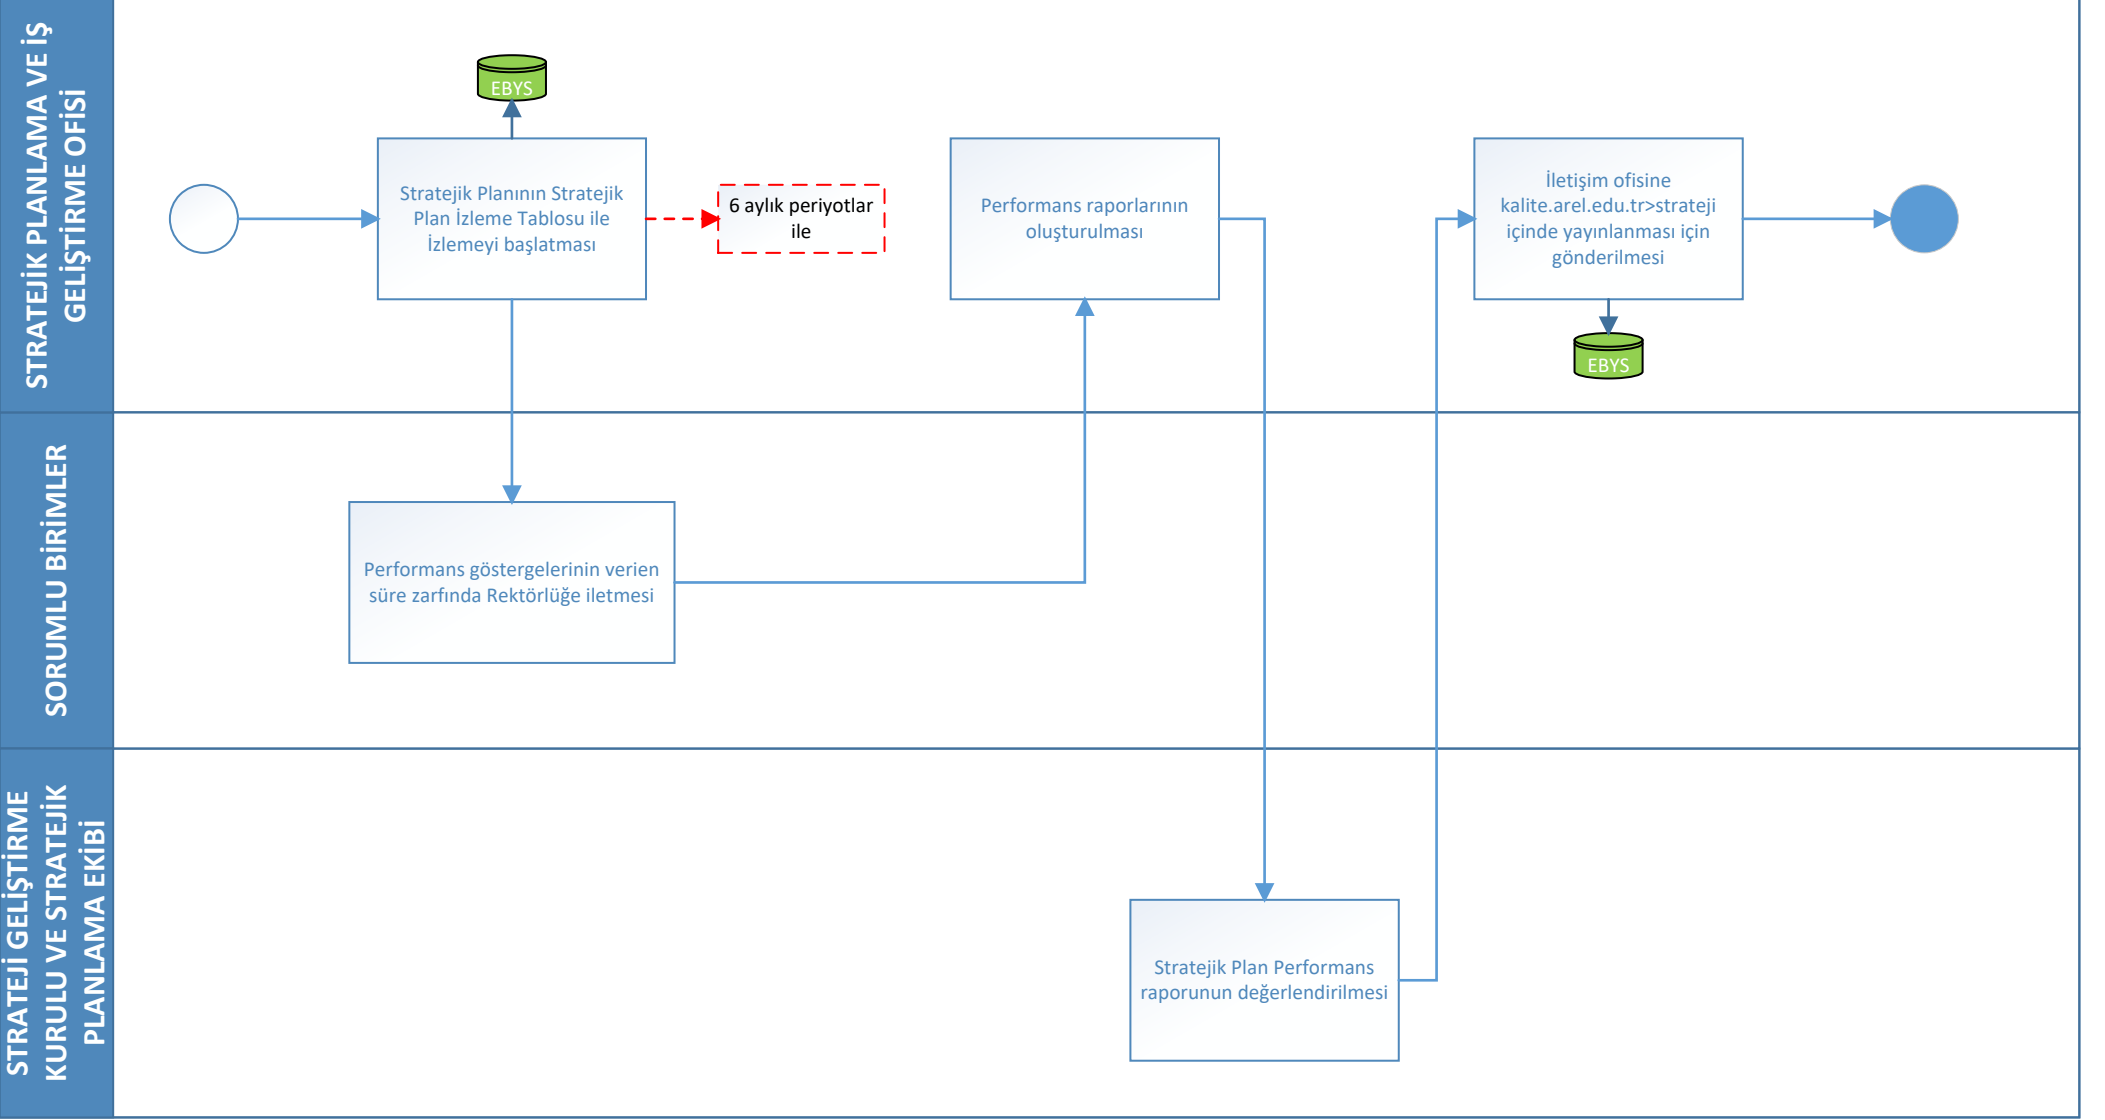 STRATEJİK PLANLAMA VE İŞ
GELİŞTİRME OFİSİ
EBYS
Stratejik Planının Stratejik
Plan İzleme Tablosu ile
İzlemeyi başlatması
6 aylık periyotlar
ile
Performans raporlarının
oluşturulması
İletişim ofisine
kalite.arel.edu.tr>strateji
içinde yayınlanması için
gönderilmesi
EBYS
SORUMLU BİRİMLER
Performans göstergelerinin verien
süre zarfında Rektörlüğe iletmesi
STRATEJİ GELİŞTİRME
KURULU VE STRATEJİK
PLANLAMA EKİBİ
Stratejik Plan Performans
raporunun değerlendirilmesi